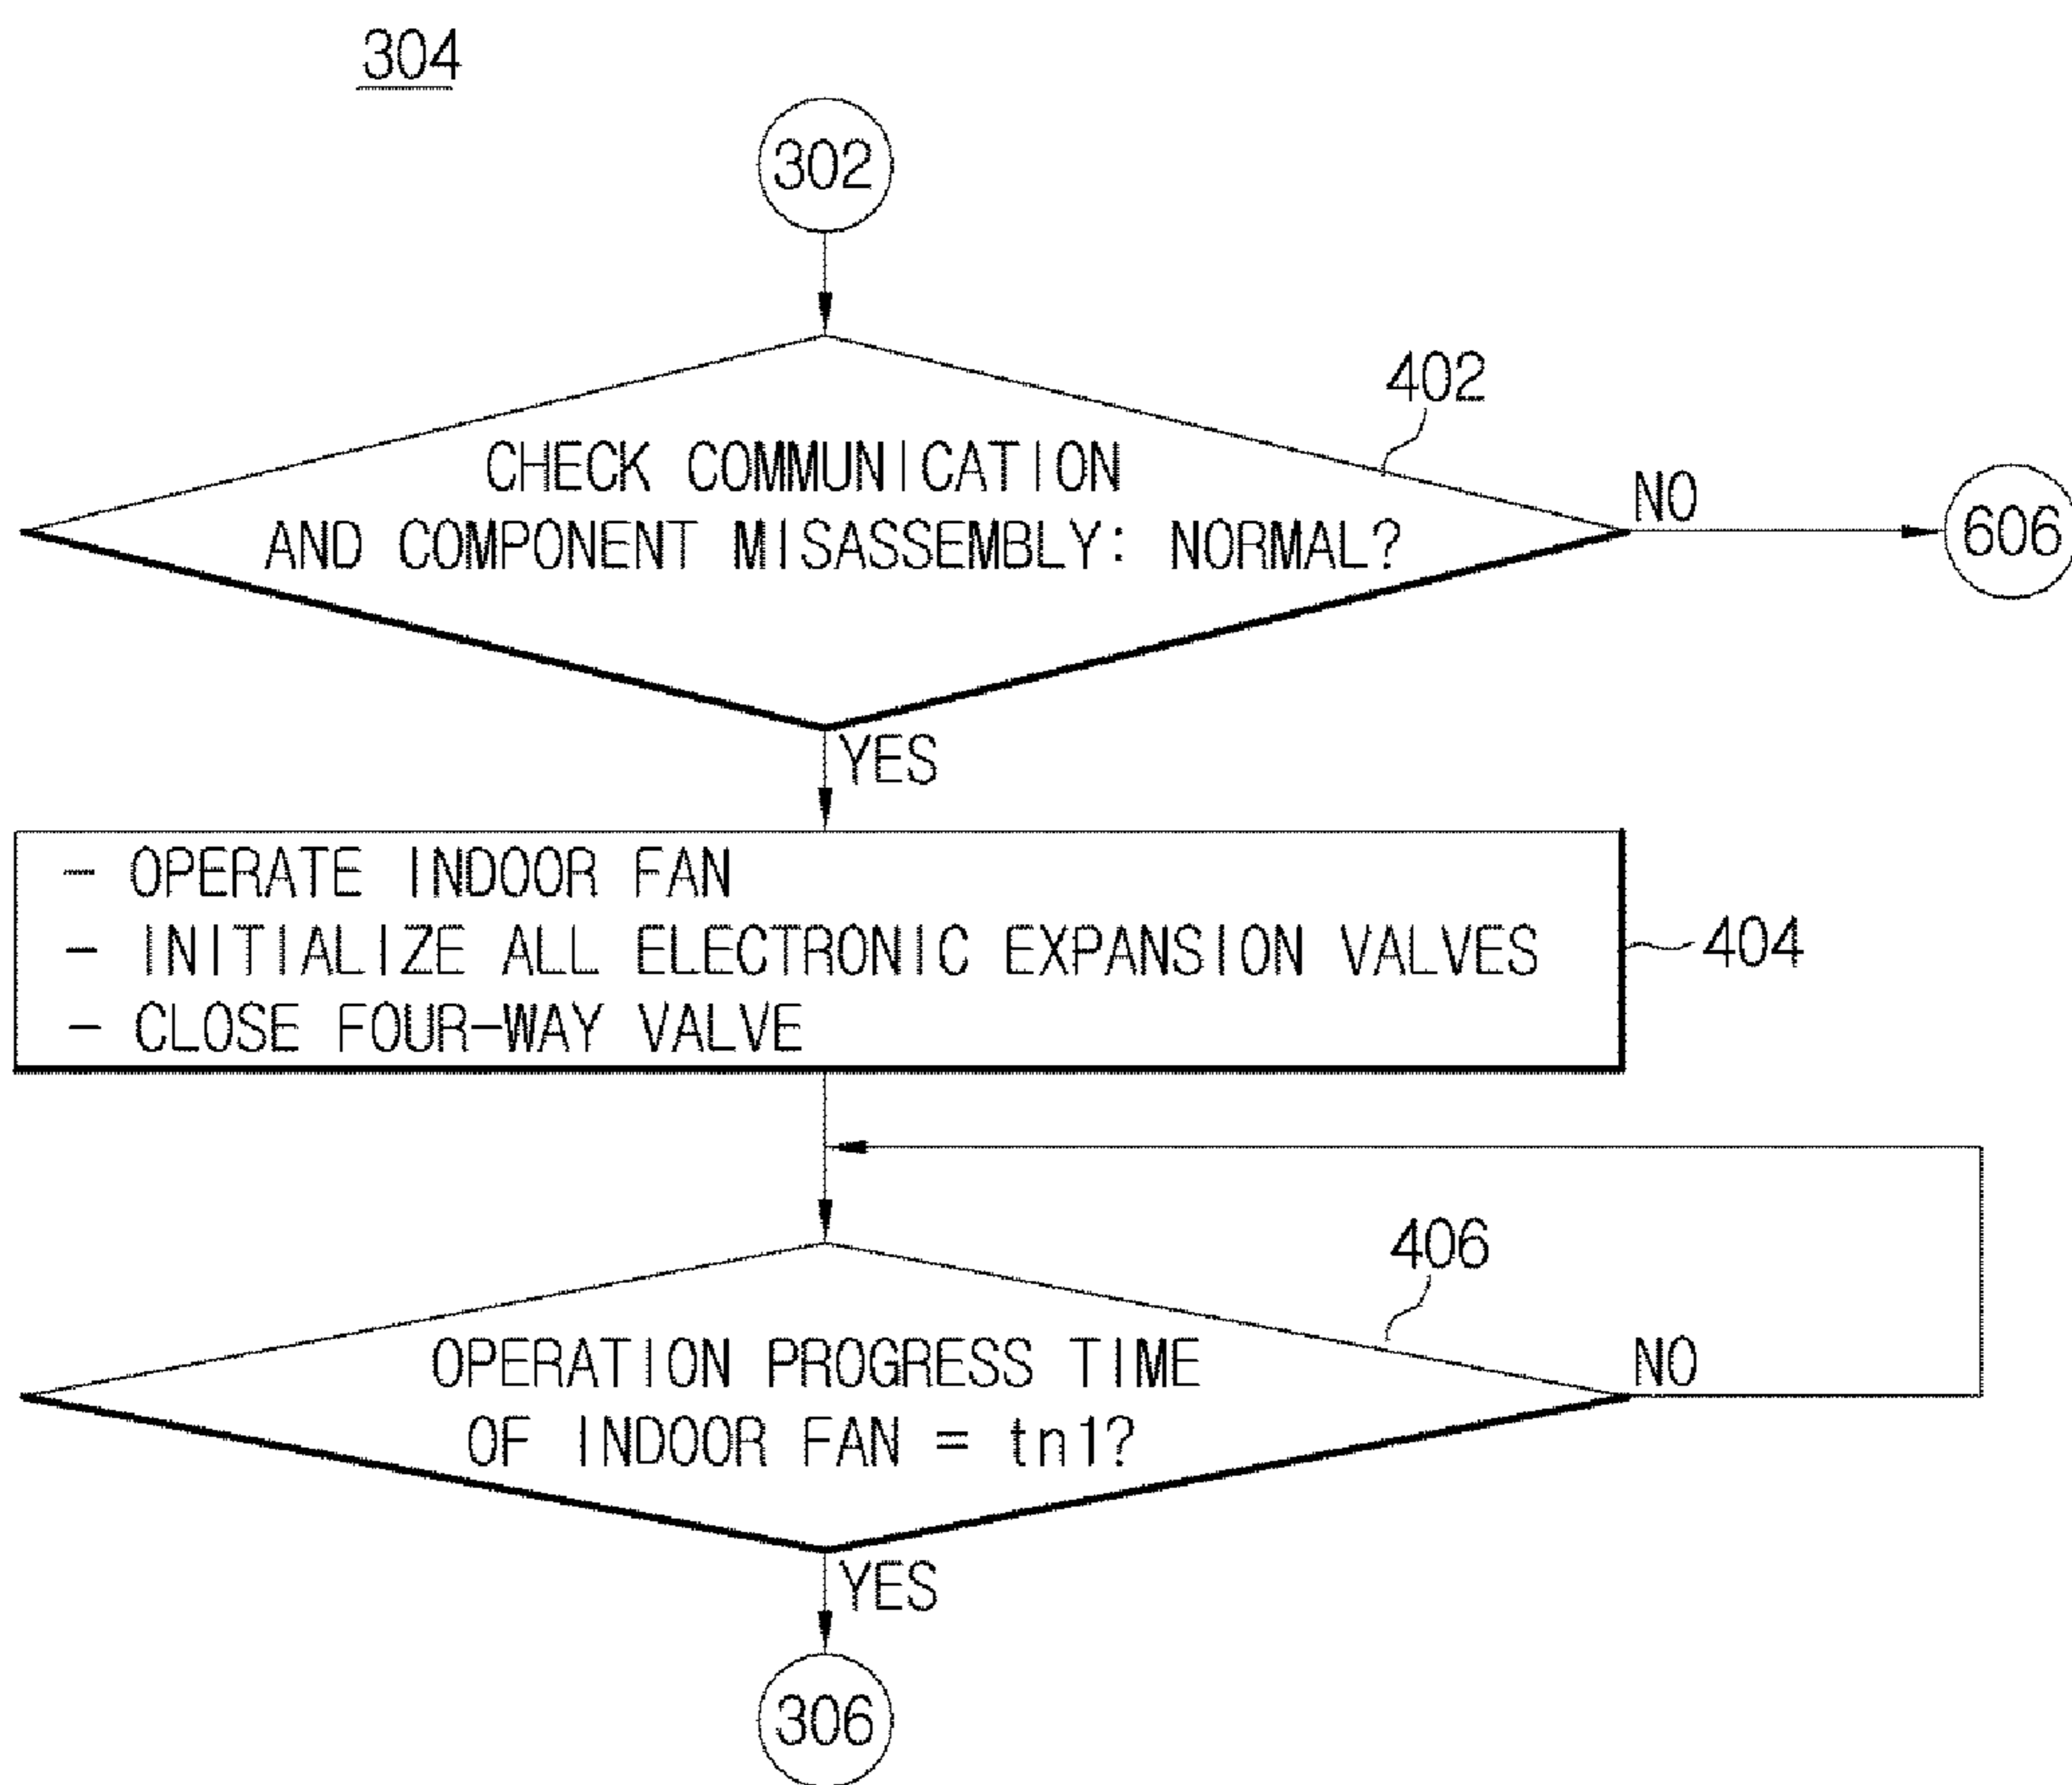 304
302
402
CHECK COMMUNICATION
AND COMPONENT MISASSEMBLY: NORMAL?
NO
606
YES
- OPERATE INDOOR FAN
- INITIALIZE ALL ELECTRONIC EXPANSION VALVES
- CLOSE FOUR-WAY VALVE
404
406
OPERATION PROGRESS TIME
OF INDOOR FAN = tn1?
NO
YES
306